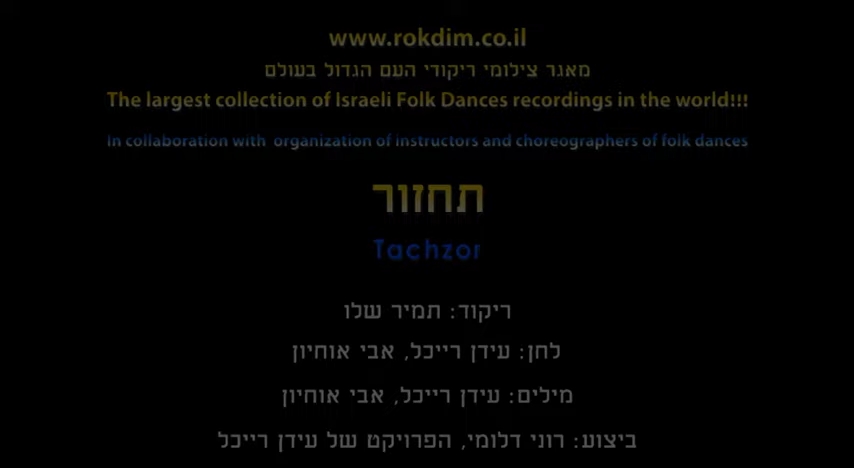 www.rokdim.co.il
מאגר צילומי ריקודי העם הגדול בעולם
The largest collection of Israeli Folk Dances recordings in the world!!!
In collaboration with organization of instructors and choreographers of folk dances
תחזור
Tachzor
ריקוד: תמיר שלו
לחן: עידן רייכל, אבי אוחיון
מילים: עידן רייכל, אבי אוחיון
ביצוע: רוני דלומי, הפרויקט של עידן רייכל